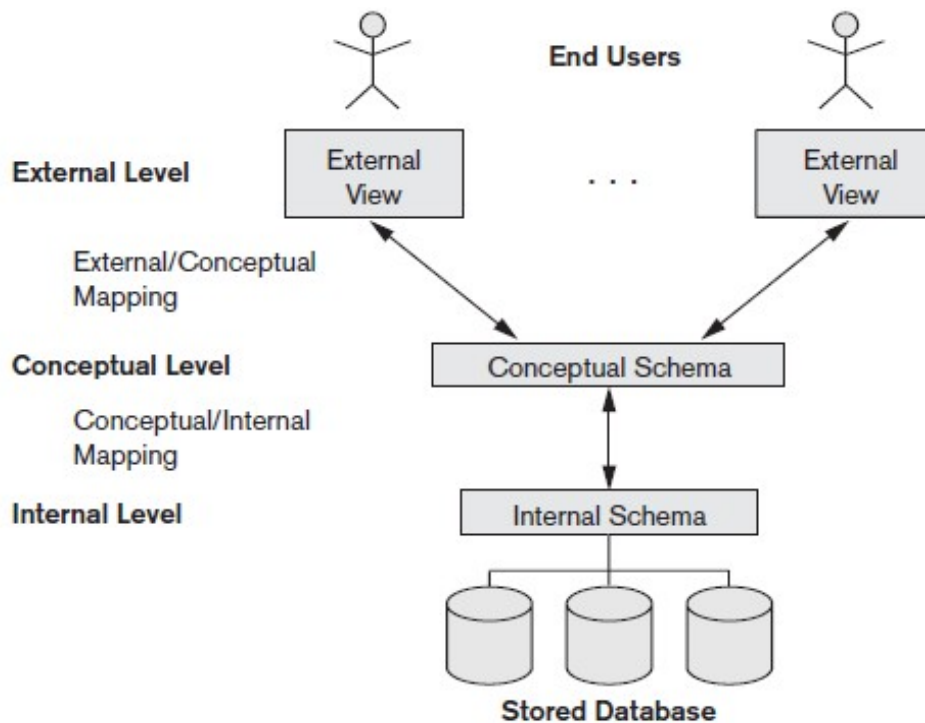 End Users
External Level
External
View
. . .
External
View
External/Conceptual
Mapping
Conceptual Level
Conceptual Schema
Conceptual/Internal
Mapping
Internal Level
Internal Schema
Stored Database